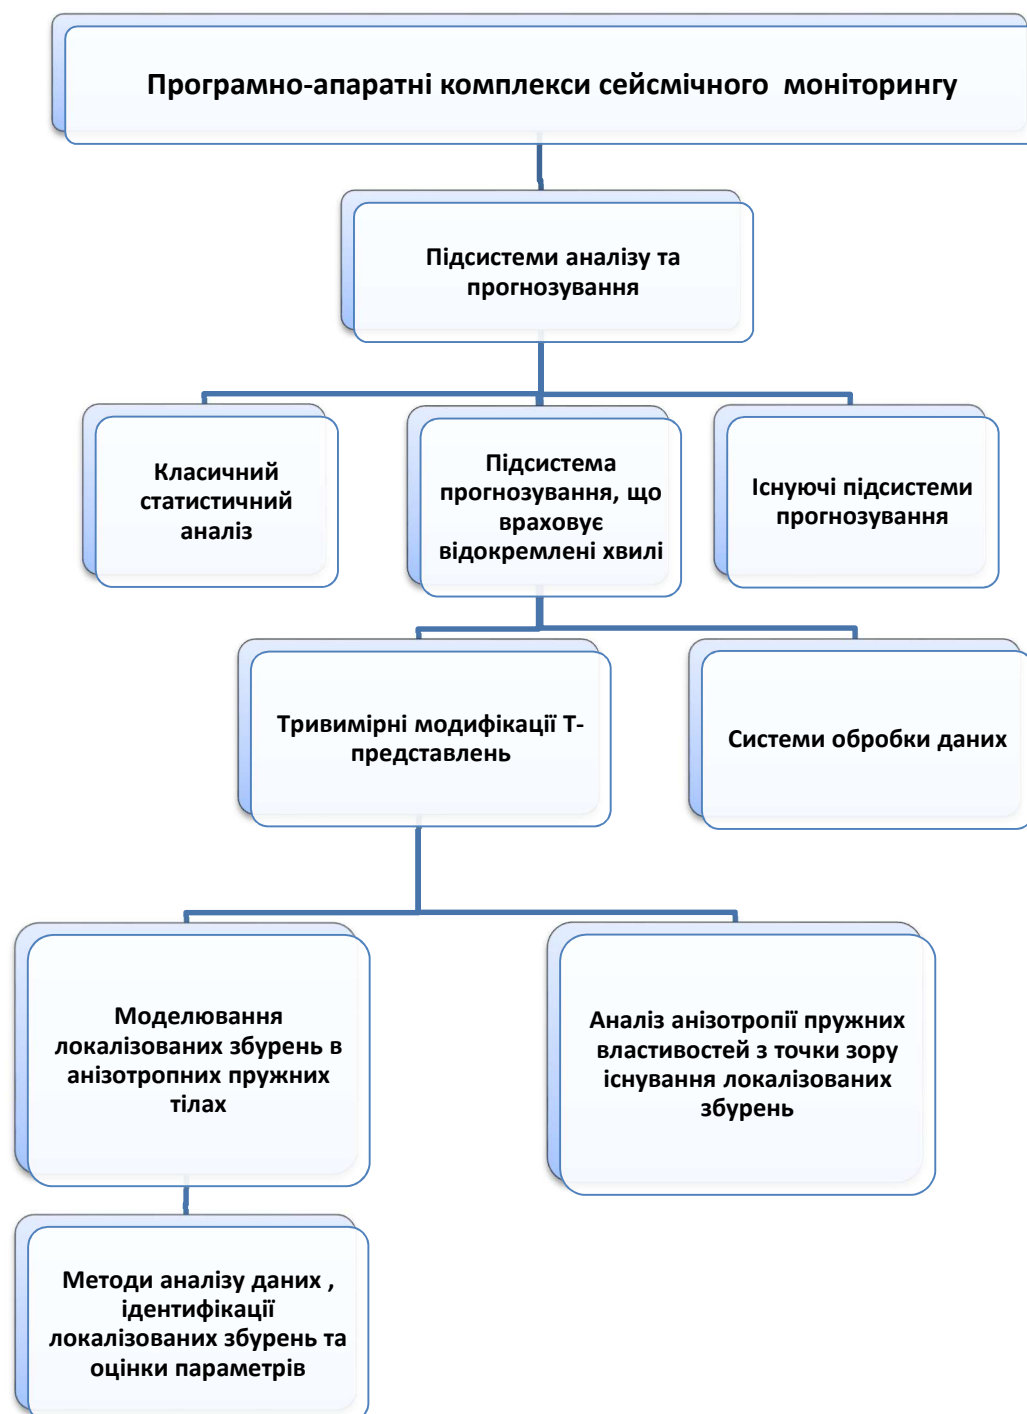 Програмно-апаратні комплекси сейсмічного моніторингу
Підсистеми аналізу та
прогнозування
Класичний
статистичний
аналіз
Підсистема
прогнозування, що
враховує
відокремлені хвилі
Існуючі підсистеми
прогнозування
Тривимірні модифікації Т-
представлень
Системи обробки даних
Моделювання
локалізованих збурень в
анізотропних пружних
тілах
Аналіз анізотропії пружних
властивостей з точки зору
існування локалізованих
збурень
Методи аналізу даних ,
ідентифікації
локалізованих збурень та
оцінки параметрів